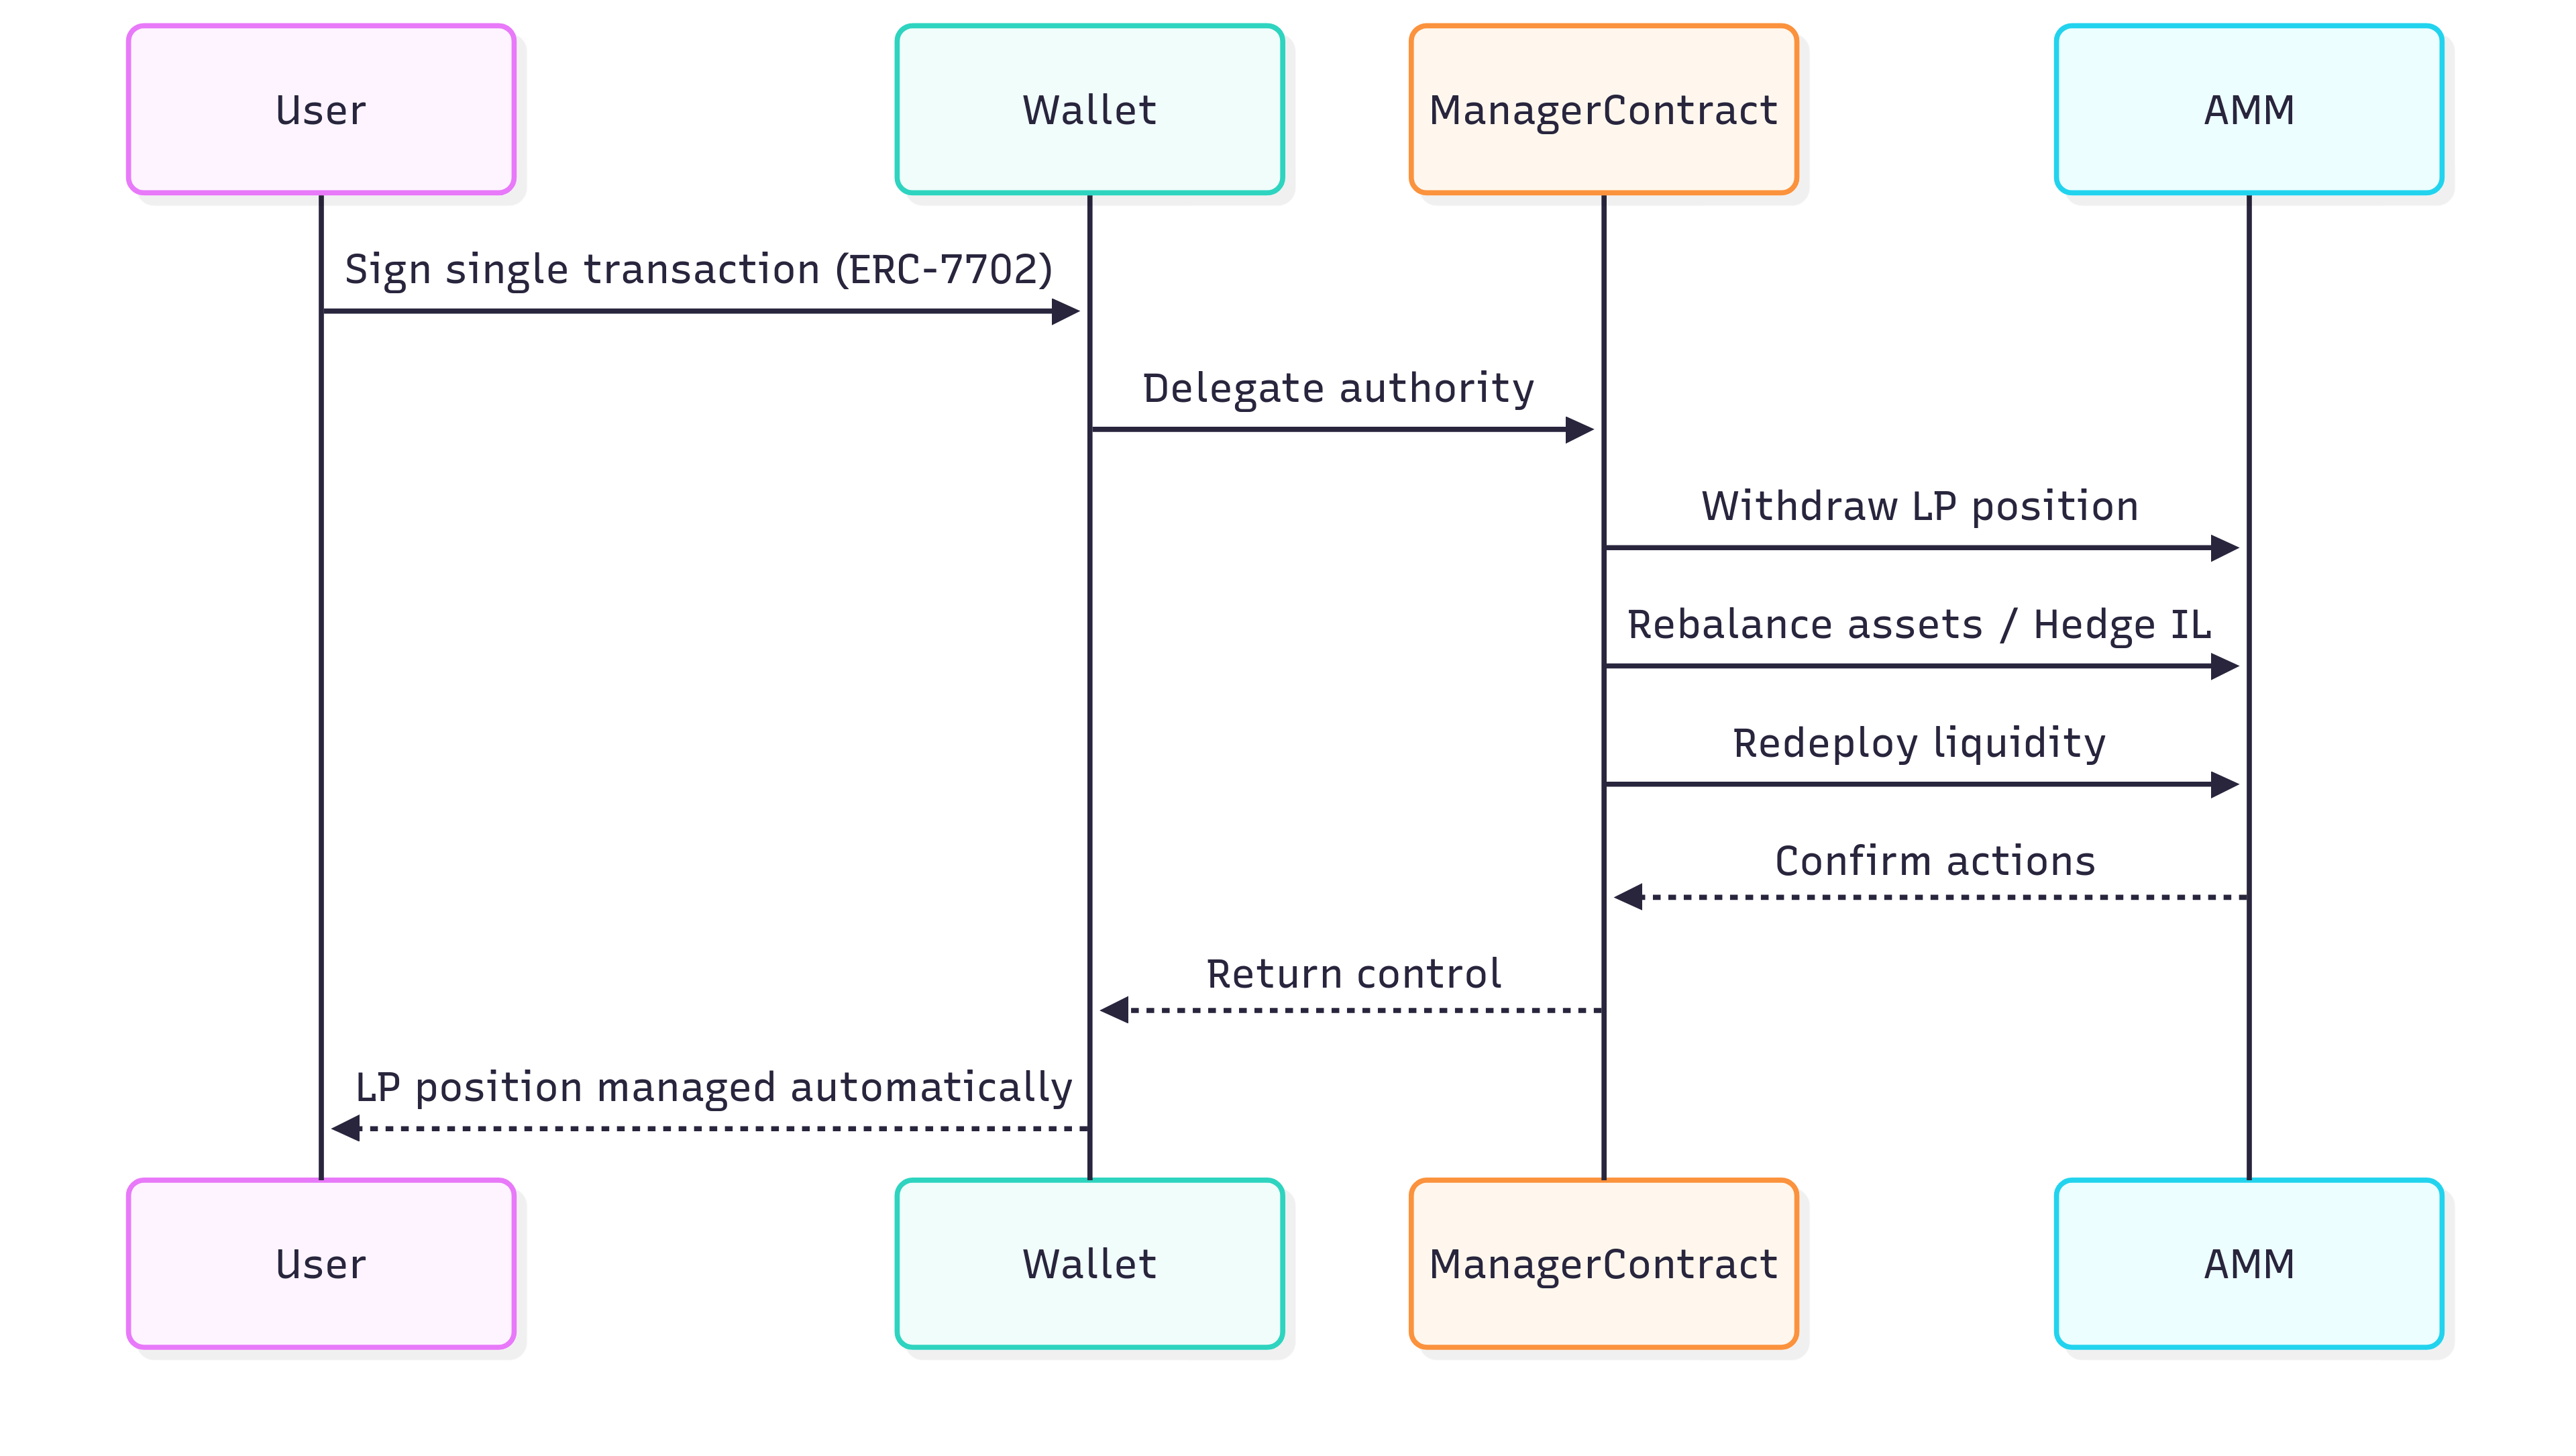 User
Wallet
ManagerContract
AMM
Sign single transaction (ERC-7702)
Delegate authority
Withdraw LP position
Rebalance assets / Hedge IL
Redeploy liquidity
Confirm actions
Return control
LP position managed automatically
User
Wallet
ManagerContract
AMM